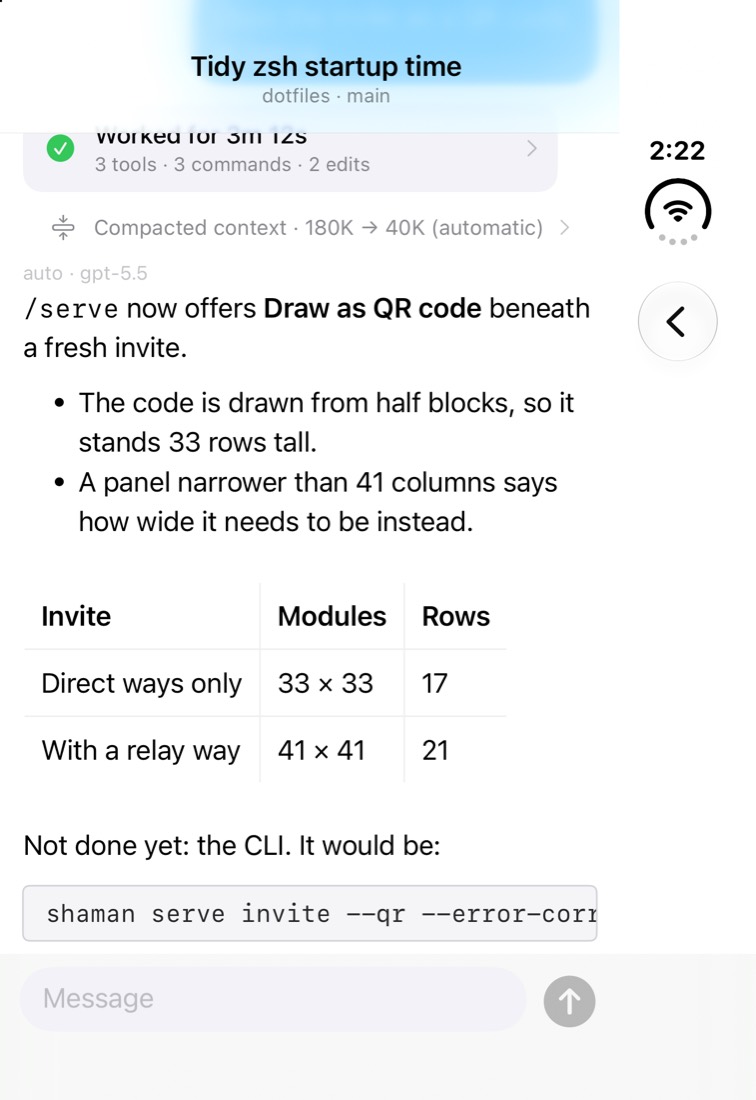 Tidy zsh startup time
dotfiles · main
2:22
Worked for 3m 12s
3 tools · 3 commands · 2 edits
Compacted context · 180K → 40K (automatic)
auto · gpt-5.5
/serve now offers Draw as QR code beneath
a fresh invite.
• The code is drawn from half blocks, so it
stands 33 rows tall.
• A panel narrower than 41 columns says
how wide it needs to be instead.
Invite Modules Rows
Direct ways only 33 × 33 17
With a relay way 41 × 41 21
Not done yet: the CLI. It would be:
shaman serve invite --qr --error-corr
Message